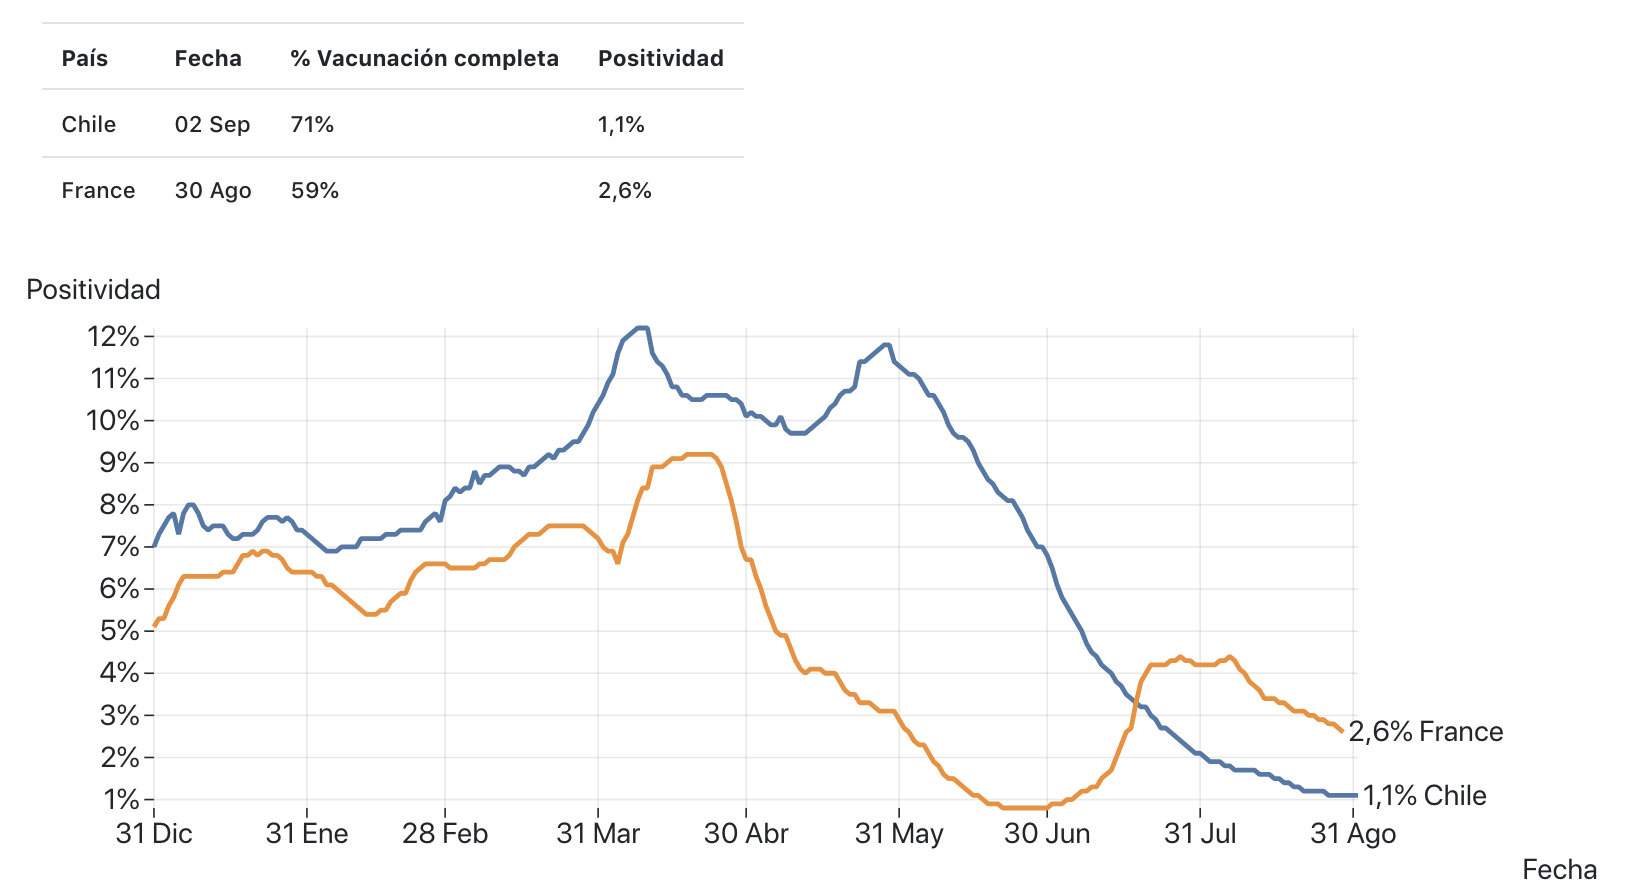 País Fecha % Vacunación completa Positividad
Chile 02 Sep 71% 1,1%
France 30 Ago 59% 2,6%
Positividad
12%
11%
10%
9%
8%
7%
6%
5%
4%
3%
2%
1%
2,6% France
1,1% Chile
31 Dic 31 Ene 28 Feb 31 Mar 30 Abr 31 May 30 Jun 31 Jul 31 Ago
Fecha